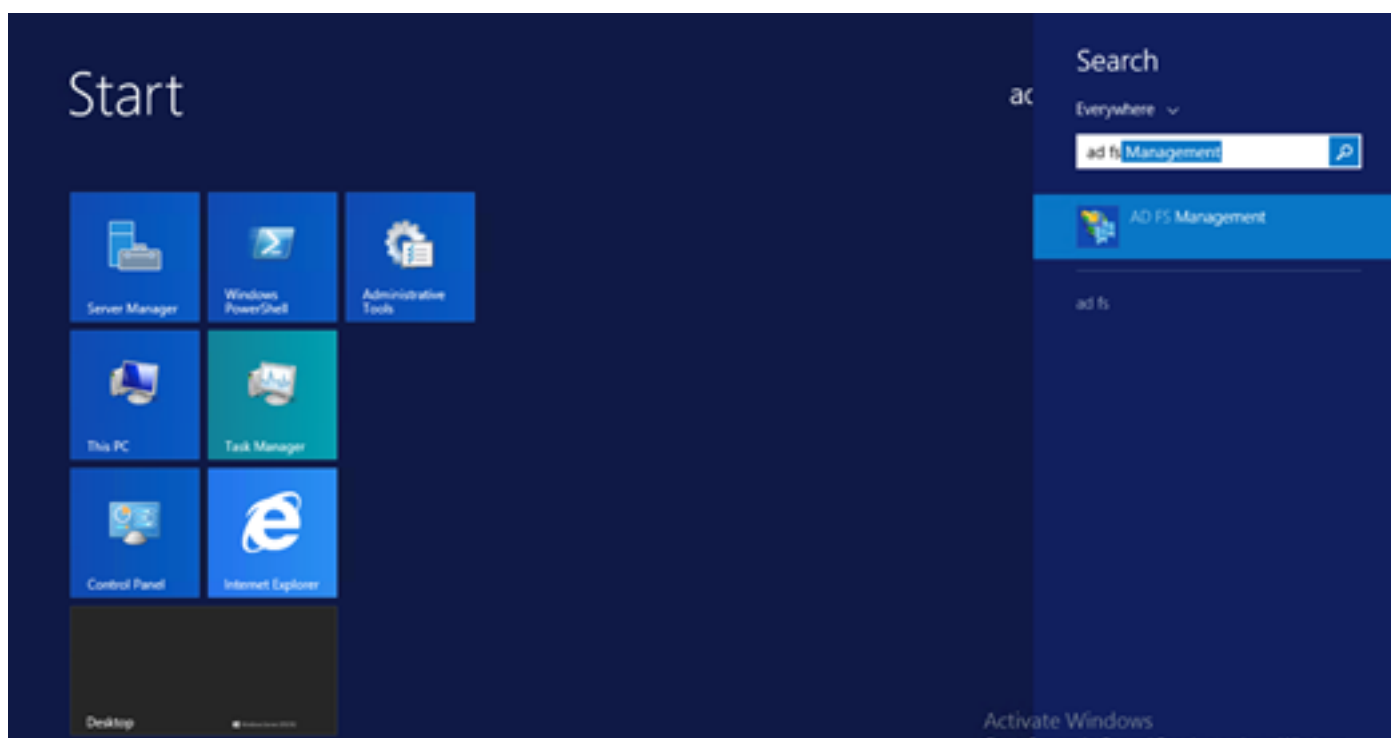 Start
ad
Search
Everywhere
ad fs Management
AD FS Management
ad fs
Server Manager
Windows
PowerShell
Administrative
Tools
This PC
Task Manager
Control Panel
Internet Explorer
Desktop
Activate Windows